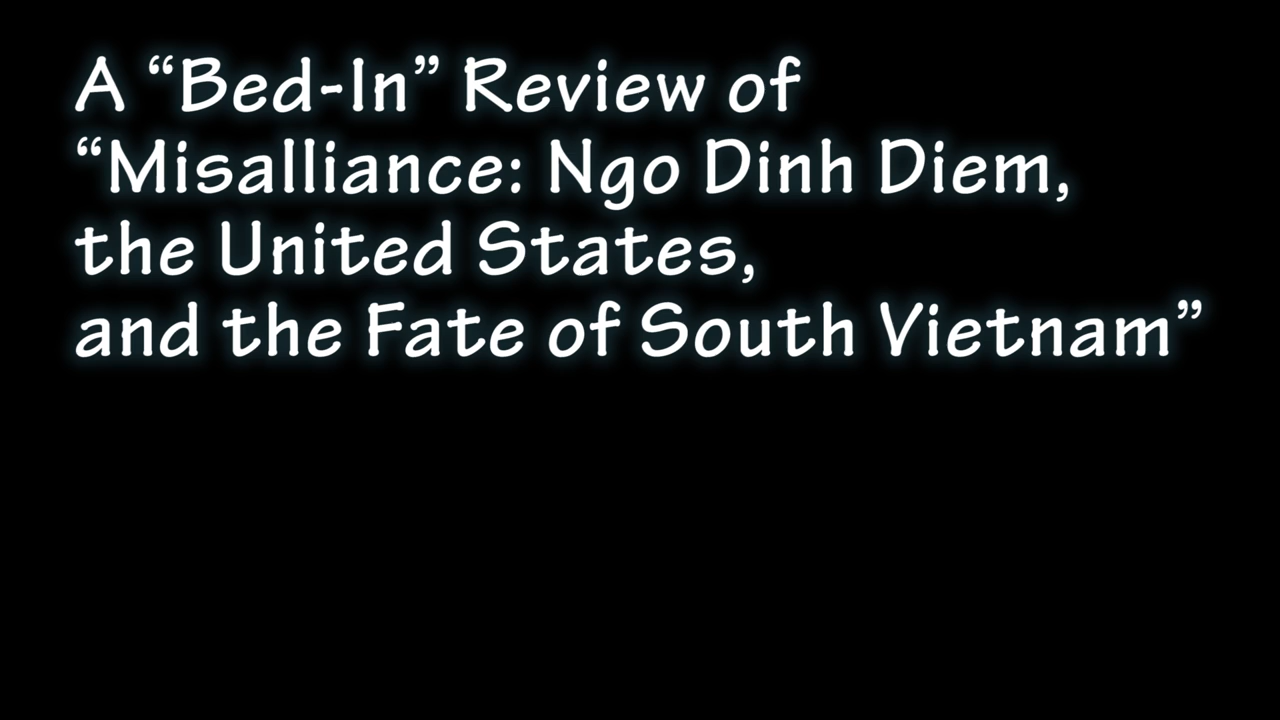 A “Bed-In” Review of
“Misalliance: Ngo Dinh Diem,
the United States,
and the Fate of South Vietnam”